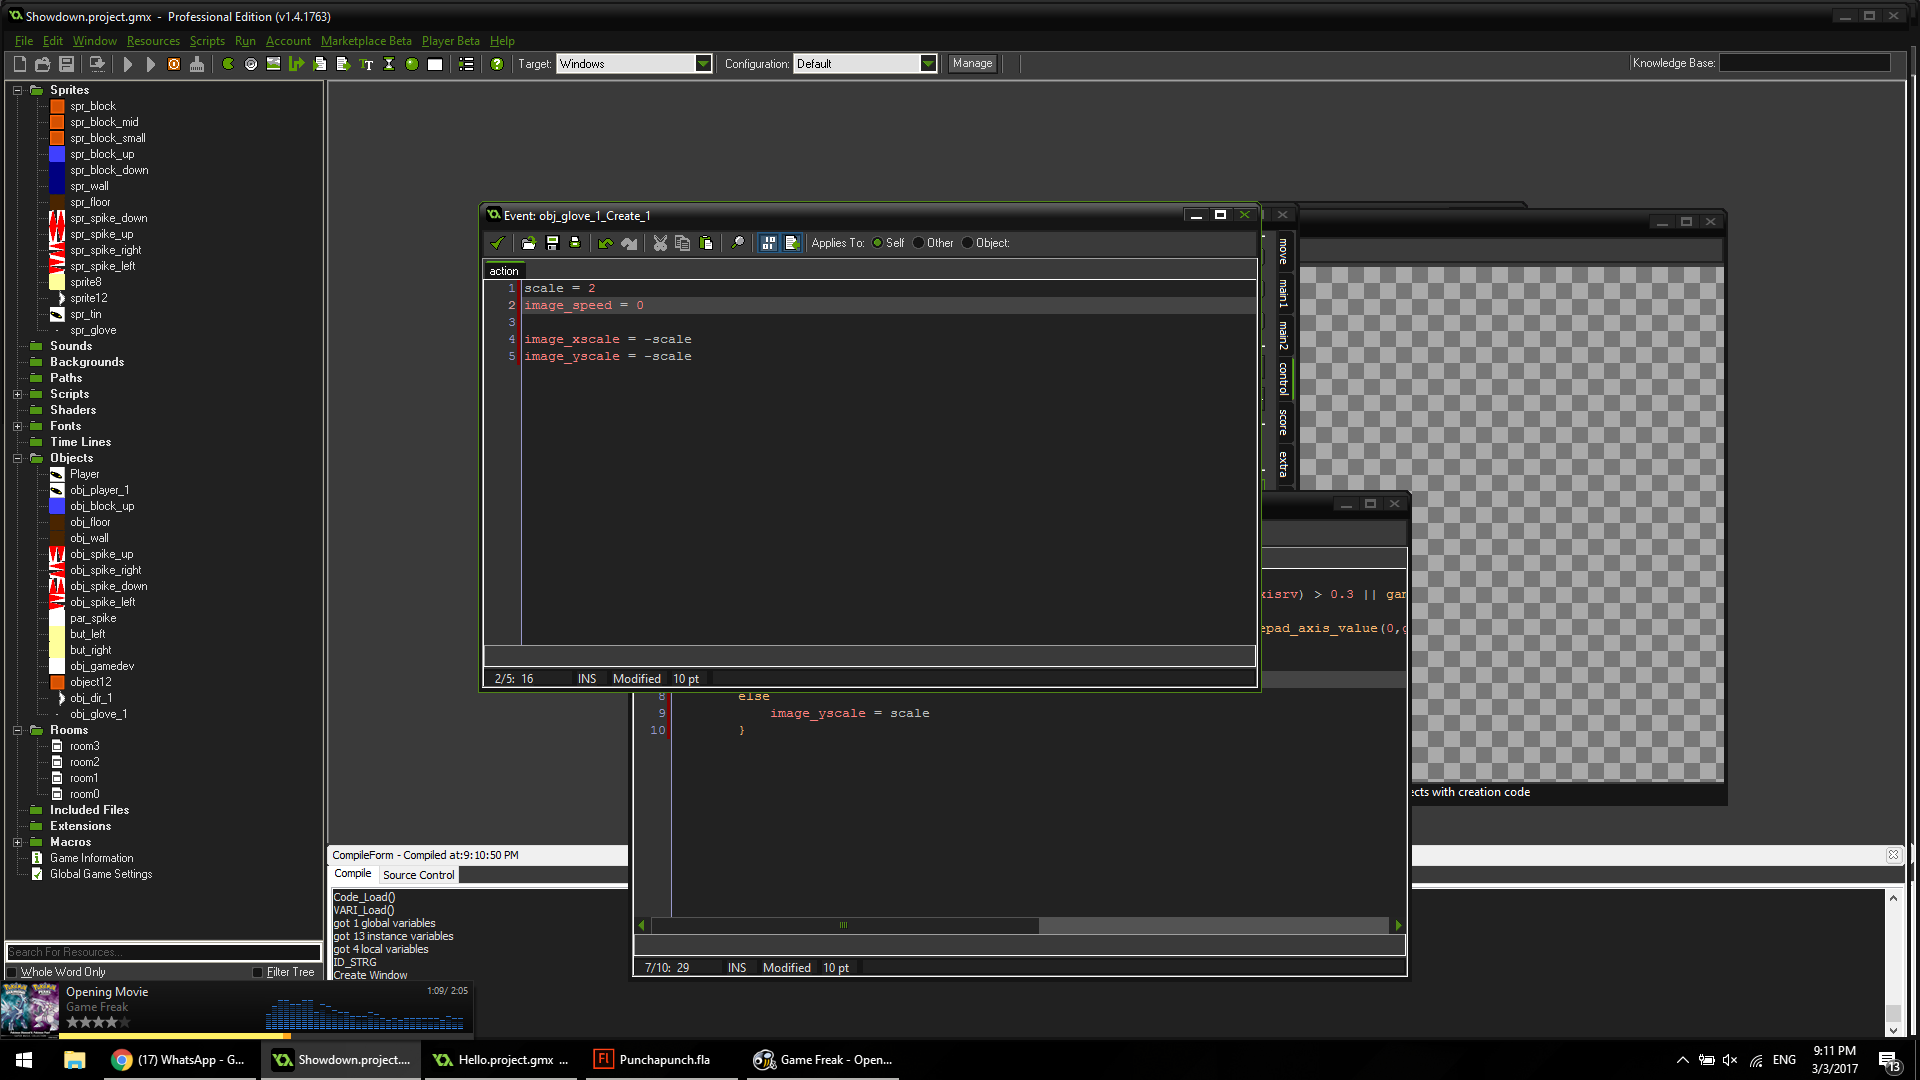 Showdown.project.gmx - Professional Edition (v1.4.1763)
File Edit Window Resources Scripts Run Account Marketplace Beta Player Beta Help
Target: Windows Configuration: Default Manage Knowledge Base:
Sprites
spr_block
spr_block_mid
spr_block_small
spr_block_up
spr_block_down
spr_wall
spr_floor
spr_spike_down
spr_spike_up
spr_spike_right
spr_spike_left
sprite8
sprite12
spr_tin
spr_glove
Sounds
Backgrounds
Paths
Scripts
Shaders
Fonts
Time Lines
Objects
Player
obj_player_1
obj_block_up
obj_floor
obj_wall
obj_spike_up
obj_spike_right
obj_spike_down
obj_spike_left
par_spike
but_left
but_right
obj_gamedev
object12
obj_dir_1
obj_glove_1
Rooms
room3
room2
room1
room0
Included Files
Extensions
Macros
Game Information
Global Game Settings
Search For Resources...
Whole Word Only Filter Tree
Event: obj_glove_1_Create_1
Applies To: Self Other Object:
action
1 scale = 2
2 image_speed = 0
3
4 image_xscale = -scale
5 image_yscale = -scale
2/5: 16 INS Modified 10 pt
move
main1
main2
control
score
extra
xisrv) > 0.3 || gam
epad_axis_value(0,g
8 else
9 image_yscale = scale
10 }
7/10: 29 INS Modified 10 pt
ects with creation code
CompileForm - Compiled at:9:10:50 PM
Compile Source Control
Code_Load()
VARI_Load()
got 1 global variables
got 13 instance variables
got 4 local variables
ID_STRG
Create Window
Opening Movie 1:09/ 2:05
Game Freak
(17) WhatsApp - G...
Showdown.project....
Hello.project.gmx ...
Punchapunch.fla
Game Freak - Open...
ENG
9:11 PM
3/3/2017
13